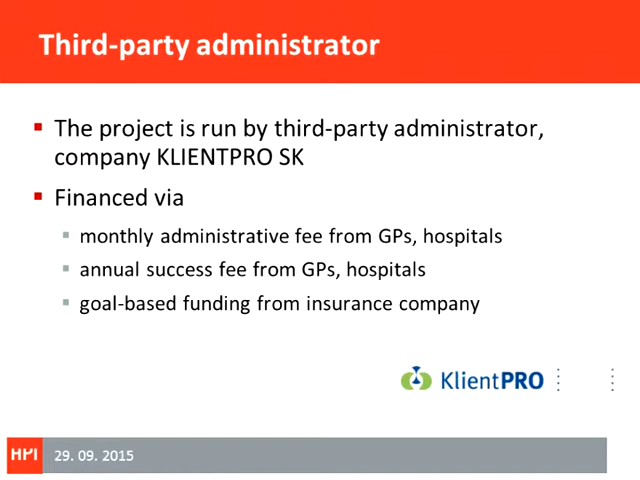 Third-party administrator
The project is run by third-party administrator,
company KLIENTPRO SK
Financed via
monthly administrative fee from GPs, hospitals
annual success fee from GPs, hospitals
goal-based funding from insurance company
KlientPRO
HPI 29. 09. 2015